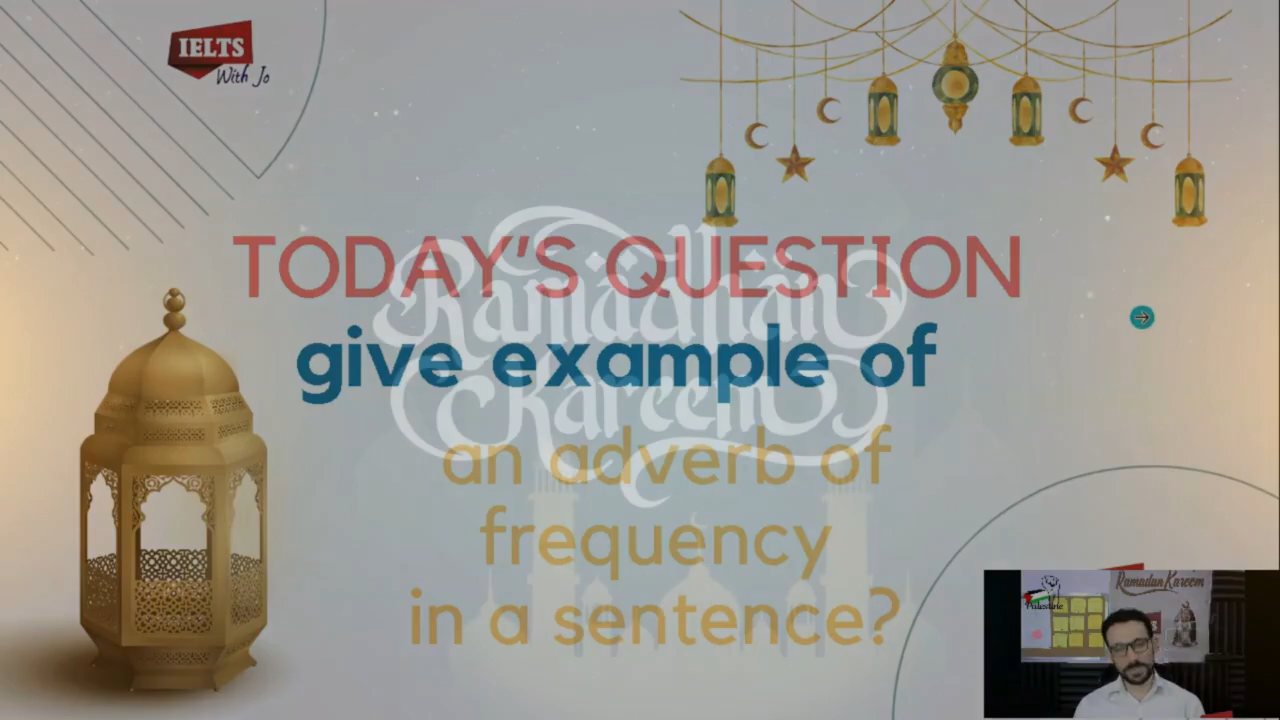 IELTS
With Jo
TODAY'S QUESTION
Ramadhan
give example of
Kareem
an adverb of
frequency
in a sentence?
Ramadan Kareem
Palestine